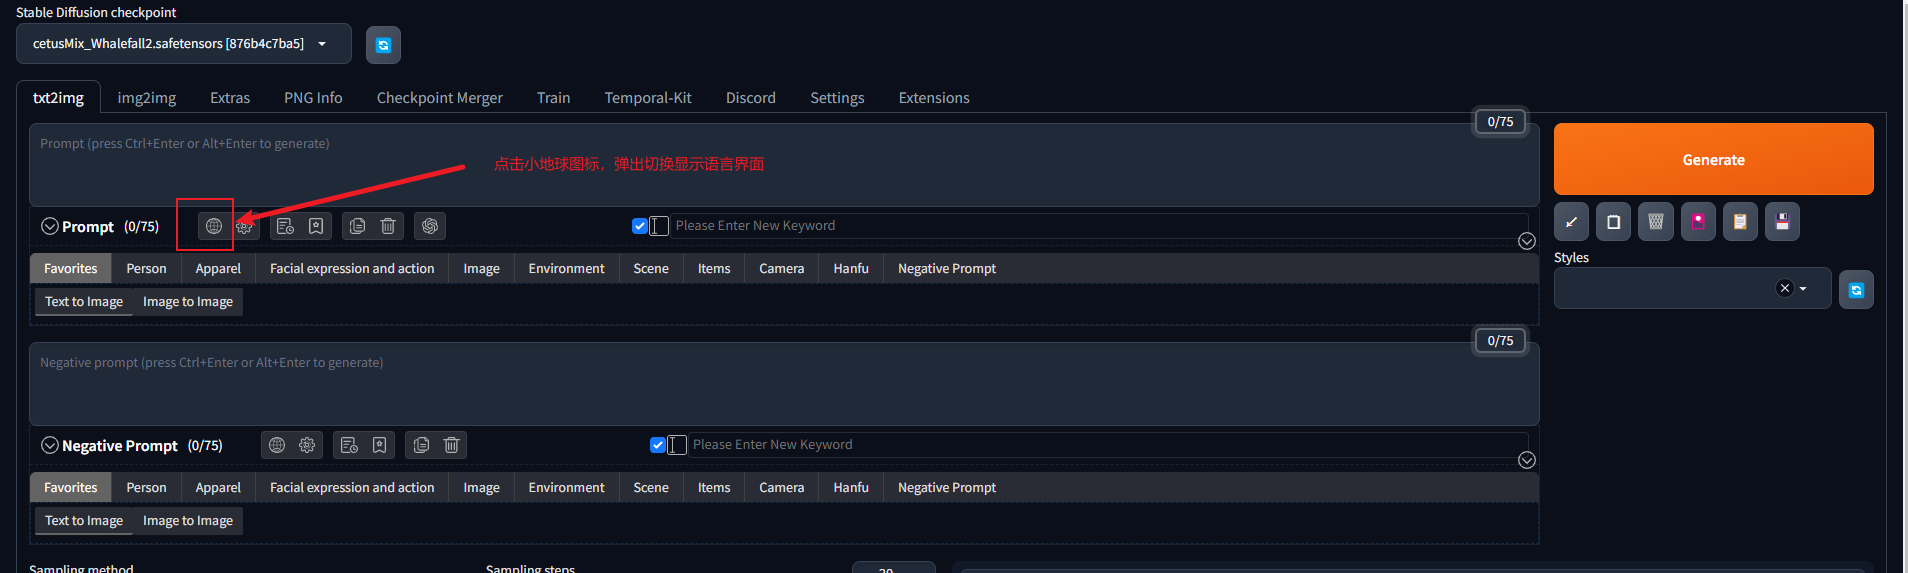 Stable Diffusion checkpoint
cetusMix_Whalefall2.safetensors [876b4c7ba5]
txt2img img2img Extras PNG Info Checkpoint Merger Train Temporal-Kit Discord Settings Extensions
0/75
Prompt (press Ctrl+Enter or Alt+Enter to generate)
点击小地球图标，弹出切换显示语言界面
Generate
Prompt (0/75) Please Enter New Keyword
Favorites Person Apparel Facial expression and action Image Environment Scene Items Camera Hanfu Negative Prompt
Styles
Text to Image Image to Image
0/75
Negative prompt (press Ctrl+Enter or Alt+Enter to generate)
Negative Prompt (0/75) Please Enter New Keyword
Favorites Person Apparel Facial expression and action Image Environment Scene Items Camera Hanfu Negative Prompt
Text to Image Image to Image
Sampling method Sampling steps 20